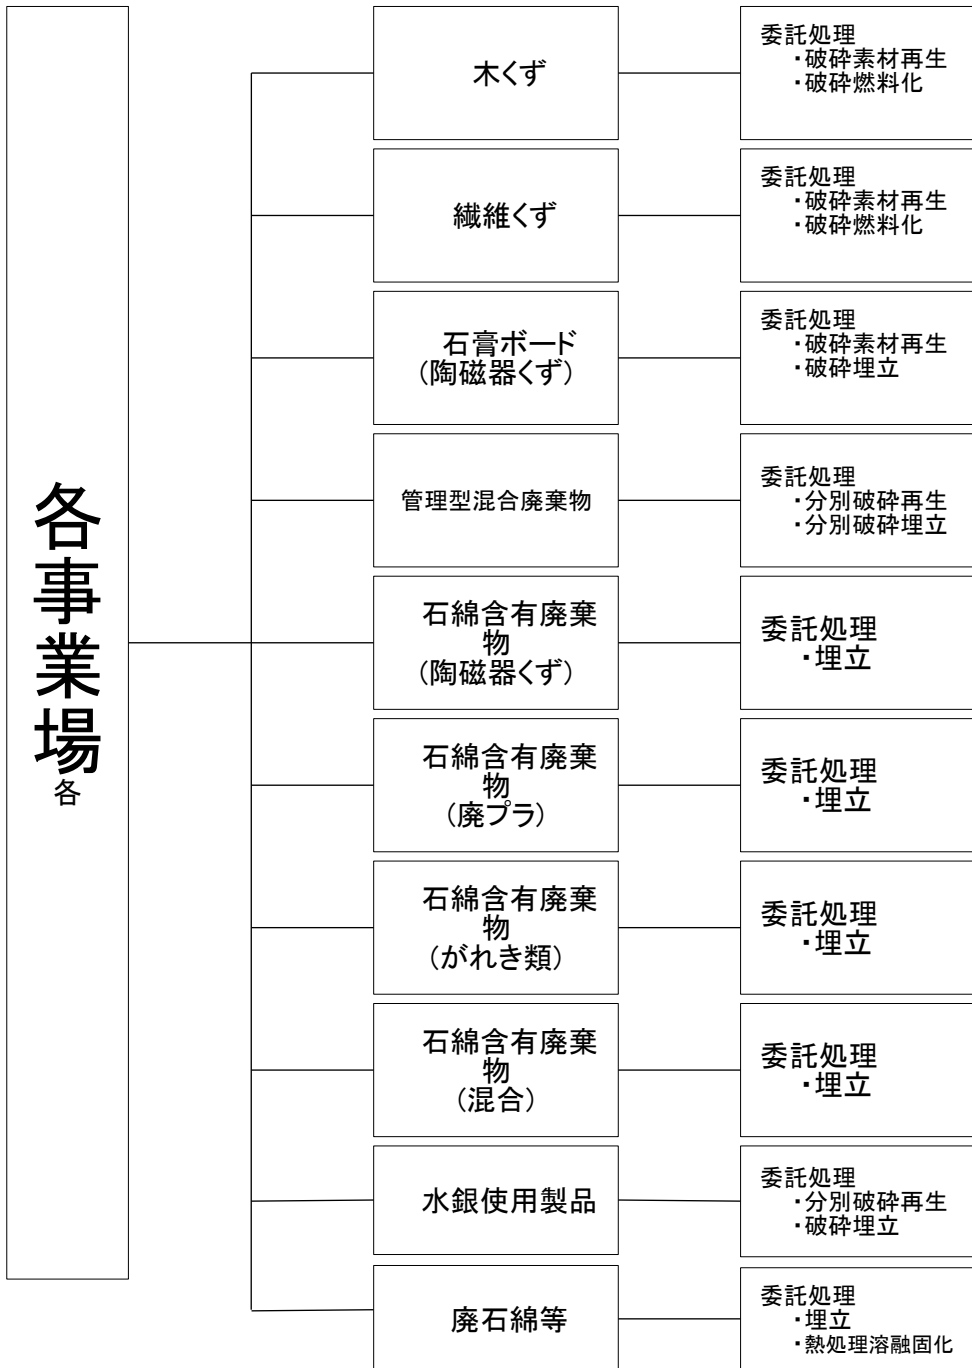 各事業場
各
木くず
委託処理
・破砕素材再生
・破砕燃料化
繊維くず
委託処理
・破砕素材再生
・破砕燃料化
石膏ボード
(陶磁器くず)
委託処理
・破砕素材再生
・破砕埋立
管理型混合廃棄物
委託処理
・分別破砕再生
・分別破砕埋立
石綿含有廃棄
物
(陶磁器くず)
委託処理
・埋立
石綿含有廃棄
物
(廃プラ)
委託処理
・埋立
石綿含有廃棄
物
(がれき類)
委託処理
・埋立
石綿含有廃棄
物
(混合)
委託処理
・埋立
水銀使用製品
委託処理
・分別破砕再生
・破砕埋立
廃石綿等
委託処理
・埋立
・熱処理溶融固化